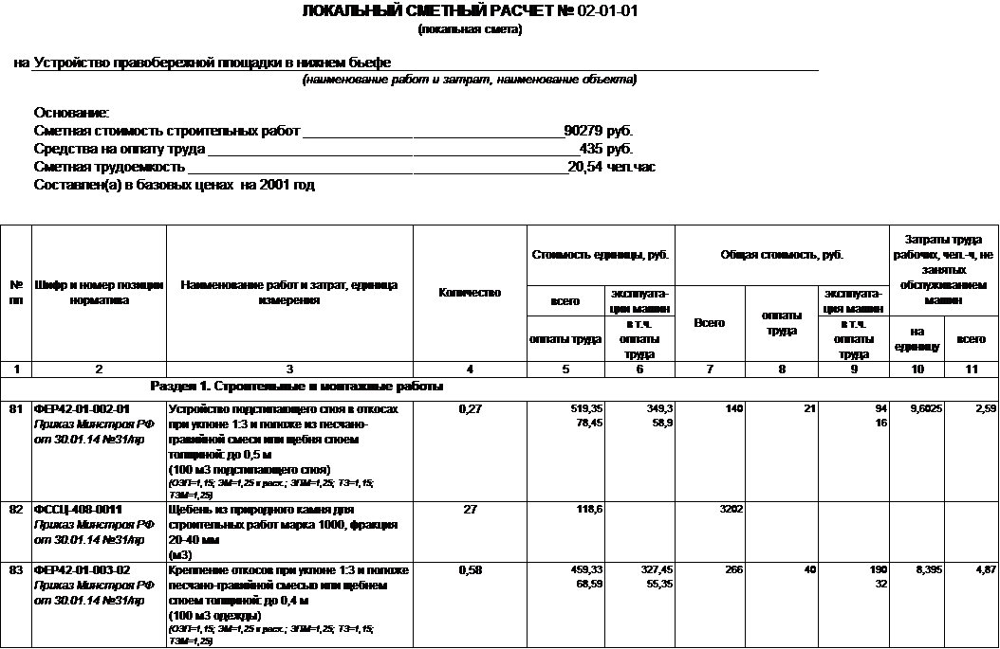 ЛОКАЛЬНЫЙ СМЕТНЫЙ РАСЧЕТ № 02-01-01
(локальная смета)
на Устройство правобережной площадки в нижнем бьефе
(наименование работ и затрат, наименование объекта)
Основание:
Сметная стоимость строительных работ 90279 руб.
Средства на оплату труда 435 руб.
Сметная трудоемкость 20,54 чел.час
Составлен(а) в базовых ценах на 2001 год
№ пп
Шифр и номер позиции норматива
Наименование работ и затрат, единица измерения
Количество
Стоимость единицы, руб.
Общая стоимость, руб.
Затраты труда рабочих, чел.-ч, не занятых обслуживанием машин
всего
эксплуата-
ции машин
Всего
оплаты труда
эксплуата-
ция машин
оплаты труда
в т.ч. оплаты труда
в т.ч. оплаты труда
на единицу
всего
1 2 3 4 5 6 7 8 9 10 11
Раздел 1. Строительные и монтажные работы
81 ФЕР42-01-002-01 Устройство подстилающего слоя в откосах 0,27 519,35 349,3 140 21 94 9,6025 2,59
Приказ Минстроя РФ при уклоне 1:3 и положе из песчано- 78,45 58,9 16
от 30.01.14 №31/пр гравийной смеси или щебня слоем
толщиной: до 0,5 м
(100 м3 подстилающего слоя)
(ОЗП=1,15; ЭМ=1,25 к расх.; ЗПМ=1,25; ТЗ=1,15;
ТЗМ=1,25)
82 ФССЦ-408-0011 Щебень из природного камня для 27 118,6 3202
Приказ Минстроя РФ строительных работ марка 1000, фракция
от 30.01.14 №31/пр 20-40 мм
(м3)
83 ФЕР42-01-003-02 Крепление откосов при уклоне 1:3 и положе 0,58 459,33 327,45 266 40 190 8,395 4,87
Приказ Минстроя РФ песчано-гравийной смесью или щебнем 68,59 55,35 32
от 30.01.14 №31/пр слоем толщиной: до 0,4 м
(100 м3 одежды)
(ОЗП=1,15; ЭМ=1,25 к расх.; ЗПМ=1,25; ТЗ=1,15;
ТЗМ=1,25)